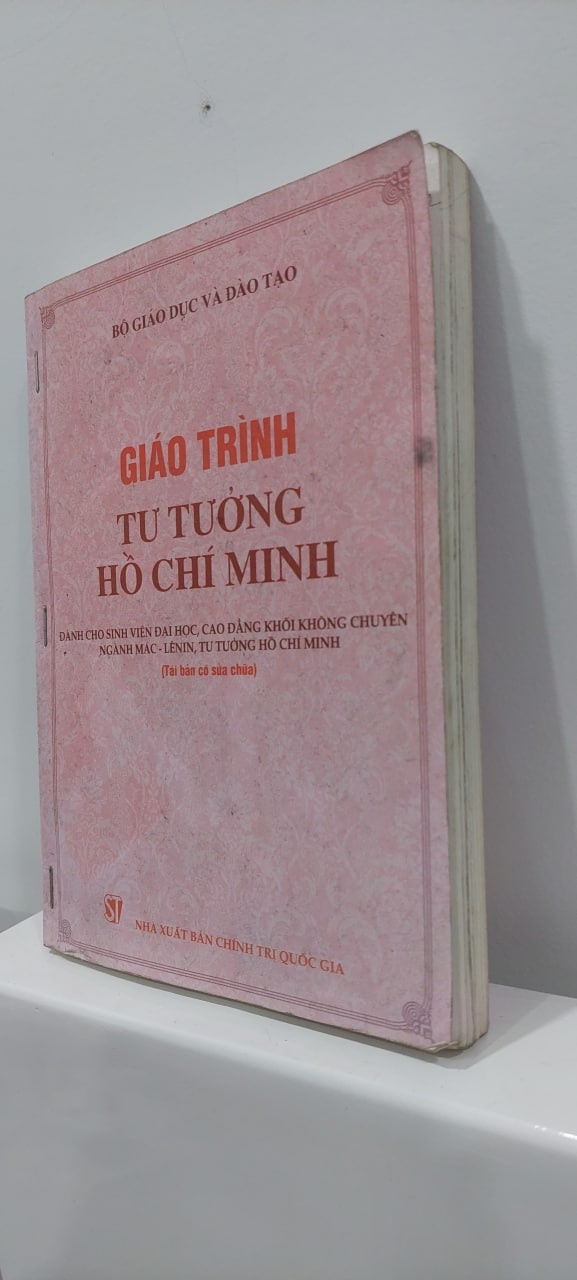 BỘ GIÁO DỤC VÀ ĐÀO TẠO
GIÁO TRÌNH
TƯ TƯỞNG
HỒ CHÍ MINH
DÀNH CHO SINH VIÊN ĐẠI HỌC, CAO ĐẲNG KHỐI KHÔNG CHUYÊN
NGÀNH MÁC - LÊNIN, TƯ TƯỞNG HỒ CHÍ MINH
(Tái bản có sửa chữa)
ST
NHÀ XUẤT BẢN CHÍNH TRỊ QUỐC GIA